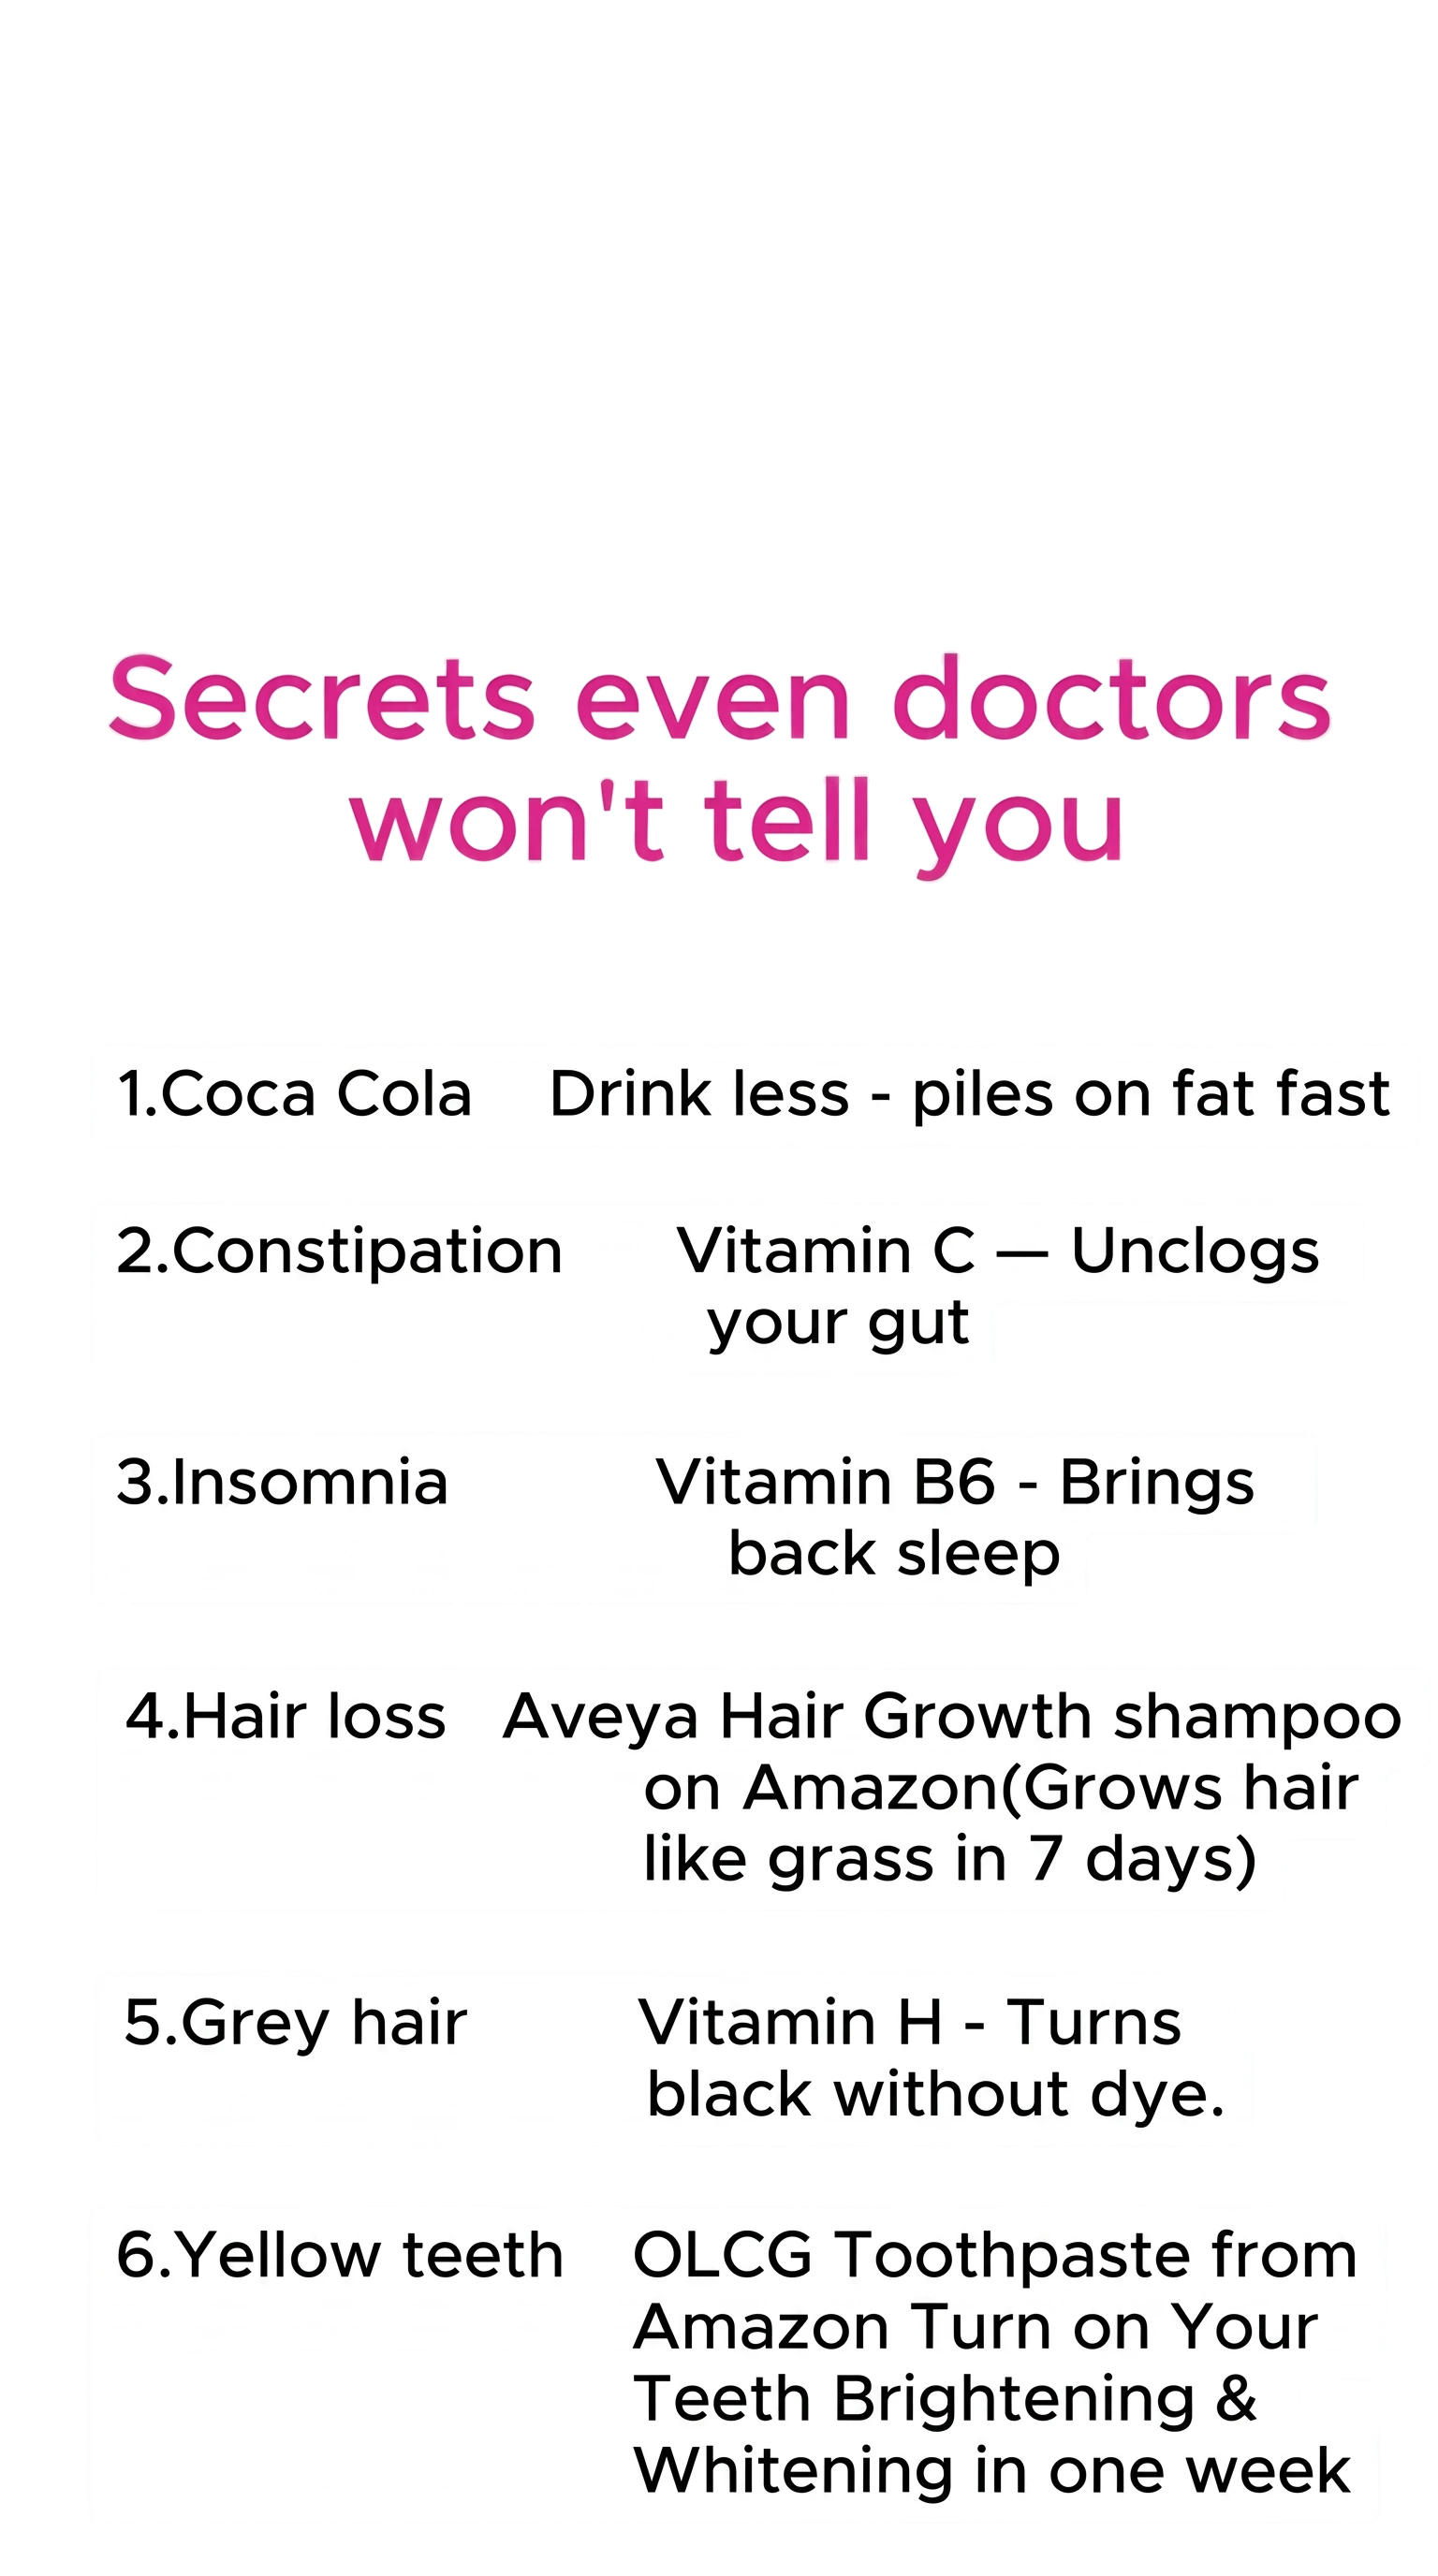 Secrets even doctors
won't tell you
1.Coca Cola Drink less - piles on fat fast
2.Constipation Vitamin C — Unclogs
your gut
3.Insomnia Vitamin B6 - Brings
back sleep
4.Hair loss Aveya Hair Growth shampoo
on Amazon(Grows hair
like grass in 7 days)
5.Grey hair Vitamin H - Turns
black without dye.
6.Yellow teeth OLCG Toothpaste from
Amazon Turn on Your
Teeth Brightening &
Whitening in one week